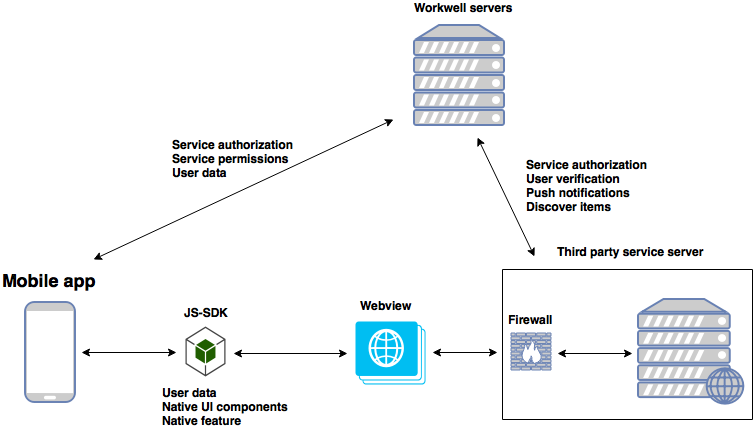 Workwell servers
Service authorization
Service permissions
User data
Service authorization
User verification
Push notifications
Discover items
Third party service server
Mobile app
JS-SDK
Webview
Firewall
User data
Native UI components
Native feature